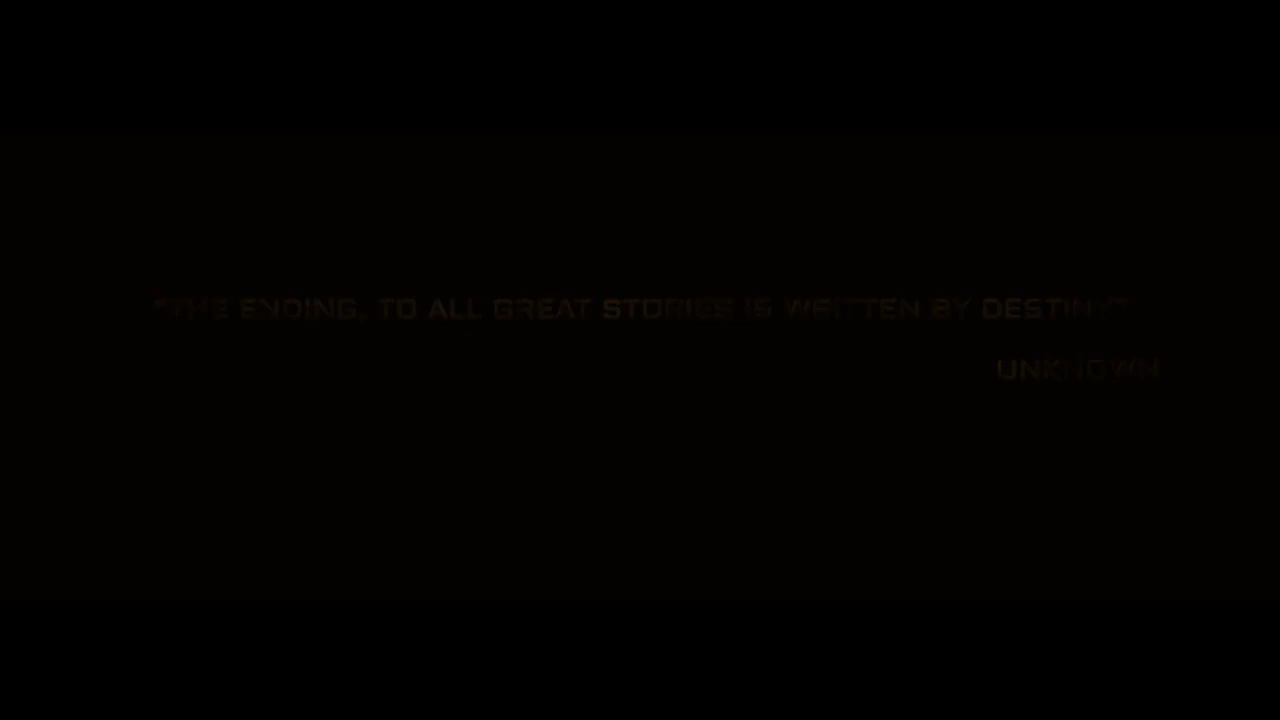 "THE ENDING, TO ALL GREAT STORIES IS WRITTEN BY DESTINY"
UNKNOWN